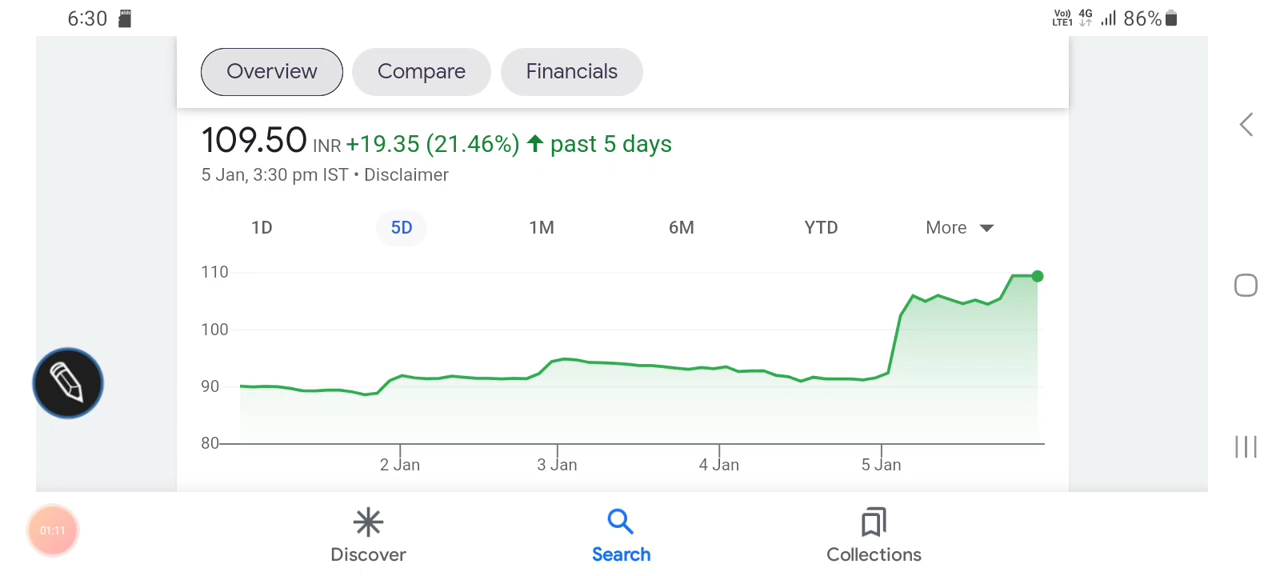 6:30 Vo)) LTE1 4G 86%
Overview Compare Financials
109.50 INR +19.35 (21.46%) ↑ past 5 days
5 Jan, 3:30 pm IST • Disclaimer
1D 5D 1M 6M YTD More
110
100
90
80
2 Jan 3 Jan 4 Jan 5 Jan
01:11
Discover Search Collections